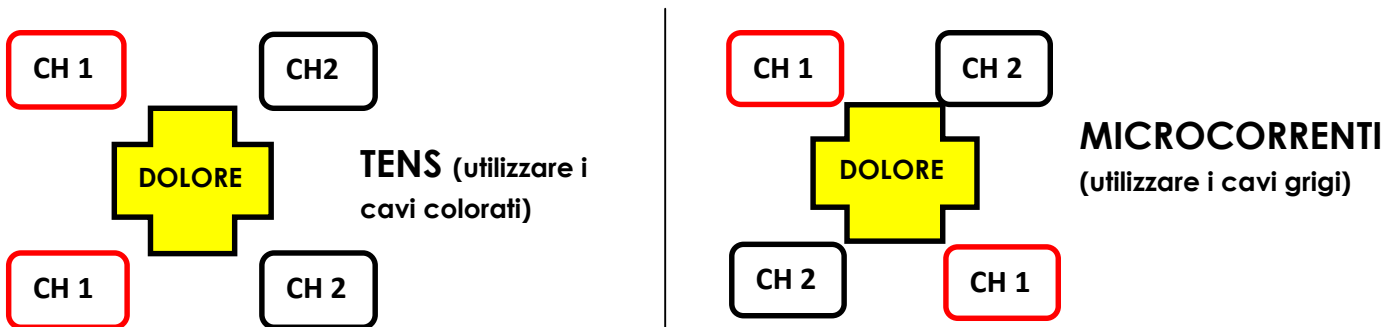 CH 1
CH2
DOLORE
TENS (utilizzare i
cavi colorati)
CH 1
CH 2
CH 1
CH 2
DOLORE
MICROCORRENTI
(utilizzare i cavi grigi)
CH 2
CH 1